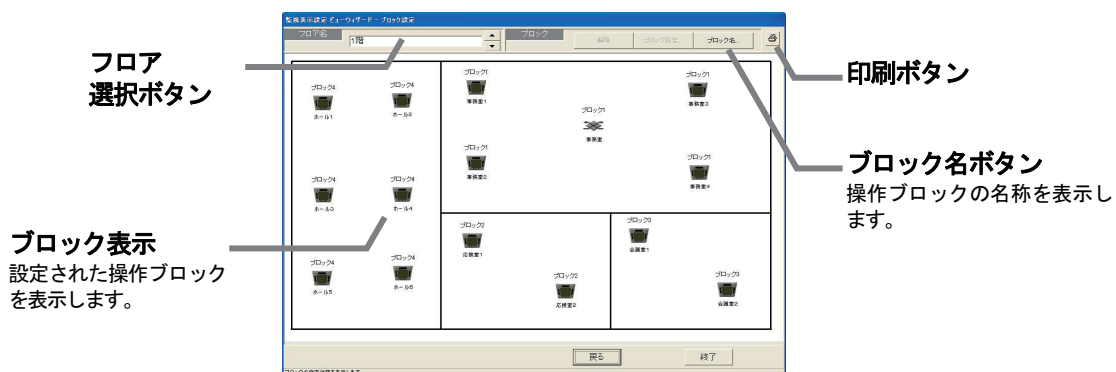 監視表示設定 ビューウィザード - ブロック設定
フロア名
1階
ブロック
解除
ブロック設定
ブロック名...
フロア
選択ボタン
印刷ボタン
ブロック名ボタン
操作ブロックの名称を表示し
ます。
ブロック表示
設定された操作ブロック
を表示します。
ブロック4
ホール1
ブロック4
ホール2
ブロック1
事務室1
ブロック1
事務室
ブロック1
事務室3
ブロック4
ホール3
ブロック4
ホール4
ブロック1
事務室2
ブロック1
事務室4
ブロック4
ホール5
ブロック4
ホール6
ブロック2
応接室1
ブロック2
応接室2
ブロック3
会議室1
ブロック3
会議室2
戻る
終了